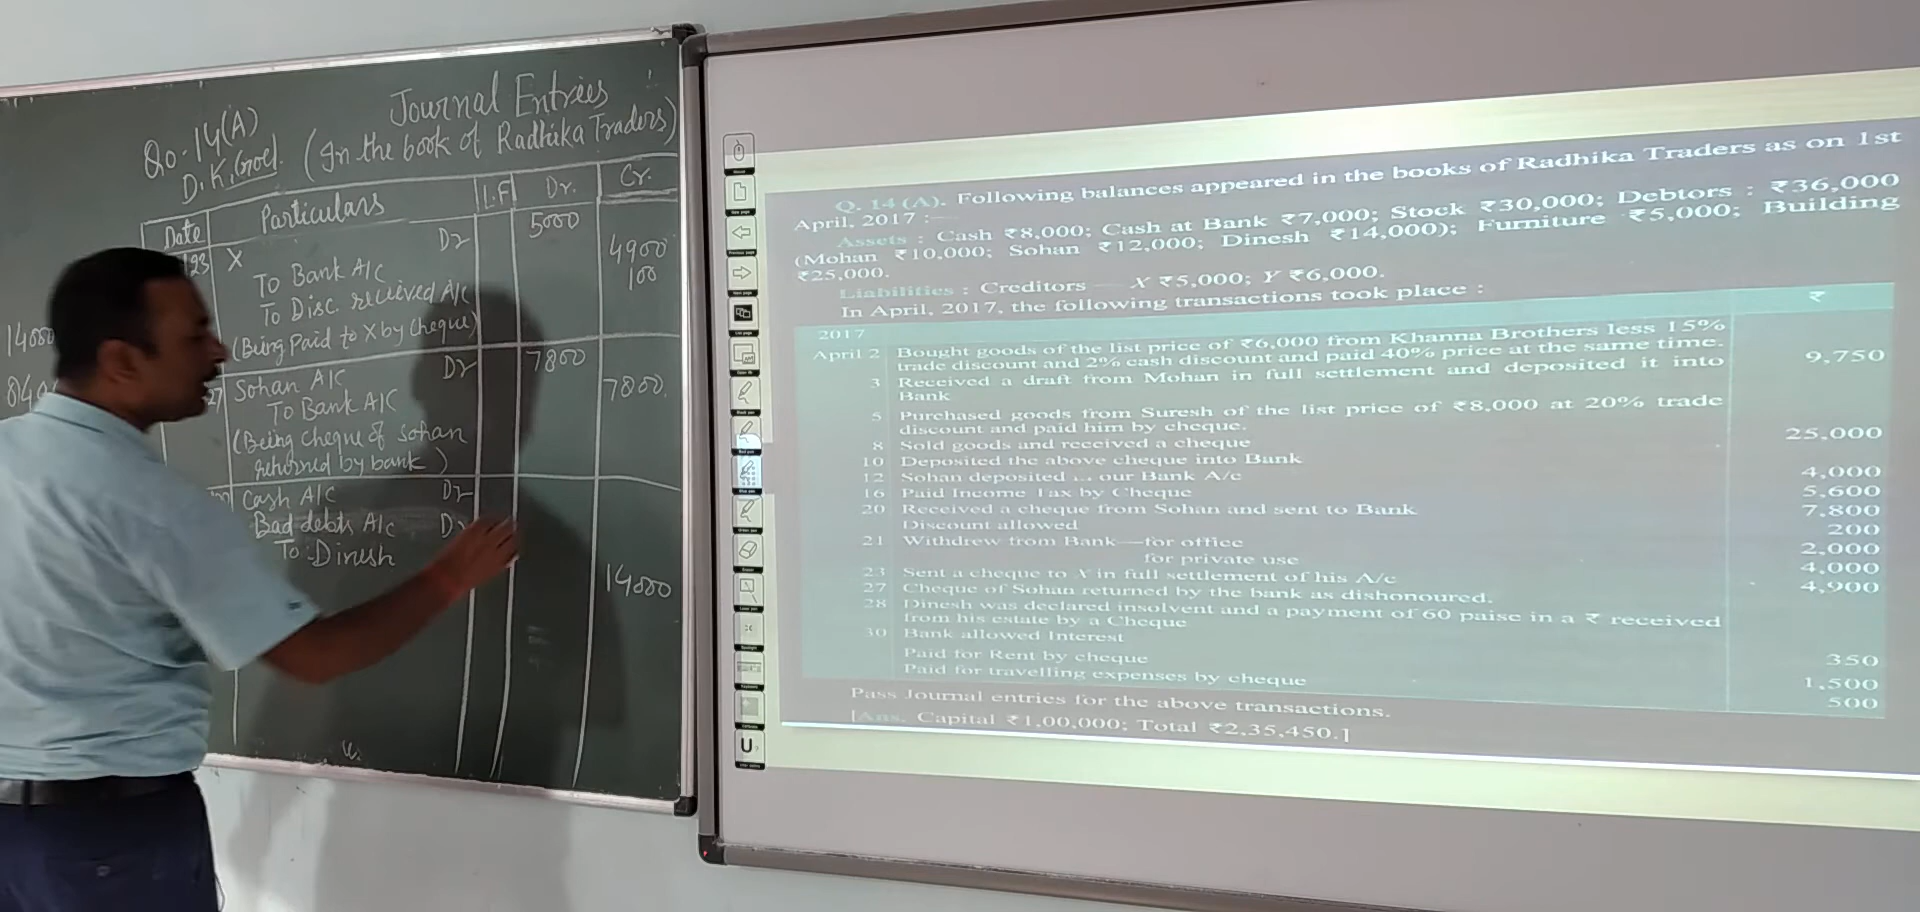 Qo-14(A)
D.K.Goel.
Journal Entries
(In the book of Radhika Traders)
Date Particulars L.F Dr. Cr.
23 X Dr 5000
To Bank A/C 4900
To Disc. received A/c 100
(Being Paid to X by Cheque)
27 Sohan A/C Dr 7800
To Bank A/C 7800.
(Being cheque of Sohan
returned by bank)
Cash A/C Dr
Bad debts A/C Dr
To Dinesh
14000
14000
Q. 14 (A). Following balances appeared in the books of Radhika Traders as on 1st
April, 2017 :—
Assets : Cash ₹8,000; Cash at Bank ₹7,000; Stock ₹30,000; Debtors : ₹36,000
(Mohan ₹10,000; Sohan ₹12,000; Dinesh ₹14,000); Furniture ₹5,000; Building
₹25,000.
Liabilities : Creditors — X ₹5,000; Y ₹6,000.
In April, 2017, the following transactions took place :
2017 ₹
April 2 Bought goods of the list price of ₹6,000 from Khanna Brothers less 15%
trade discount and 2% cash discount and paid 40% price at the same time.
3 Received a draft from Mohan in full settlement and deposited it into 9,750
Bank
5 Purchased goods from Suresh of the list price of ₹8,000 at 20% trade
discount and paid him by cheque.
8 Sold goods and received a cheque 25,000
10 Deposited the above cheque into Bank
12 Sohan deposited our Bank A/c 4,000
16 Paid Income Tax by Cheque 5,600
20 Received a cheque from Sohan and sent to Bank 7,800
Discount allowed 200
21 Withdrew from Bank—for office 2,000
for private use 4,000
23 Sent a cheque to X in full settlement of his A/c 4,900
27 Cheque of Sohan returned by the bank as dishonoured.
28 Dinesh was declared insolvent and a payment of 60 paise in a ₹ received
from his estate by a Cheque
30 Bank allowed Interest 350
Paid for Rent by cheque 1,500
Paid for travelling expenses by cheque 500
Pass Journal entries for the above transactions.
[Ans. Capital ₹1,00,000; Total ₹2,35,450.]